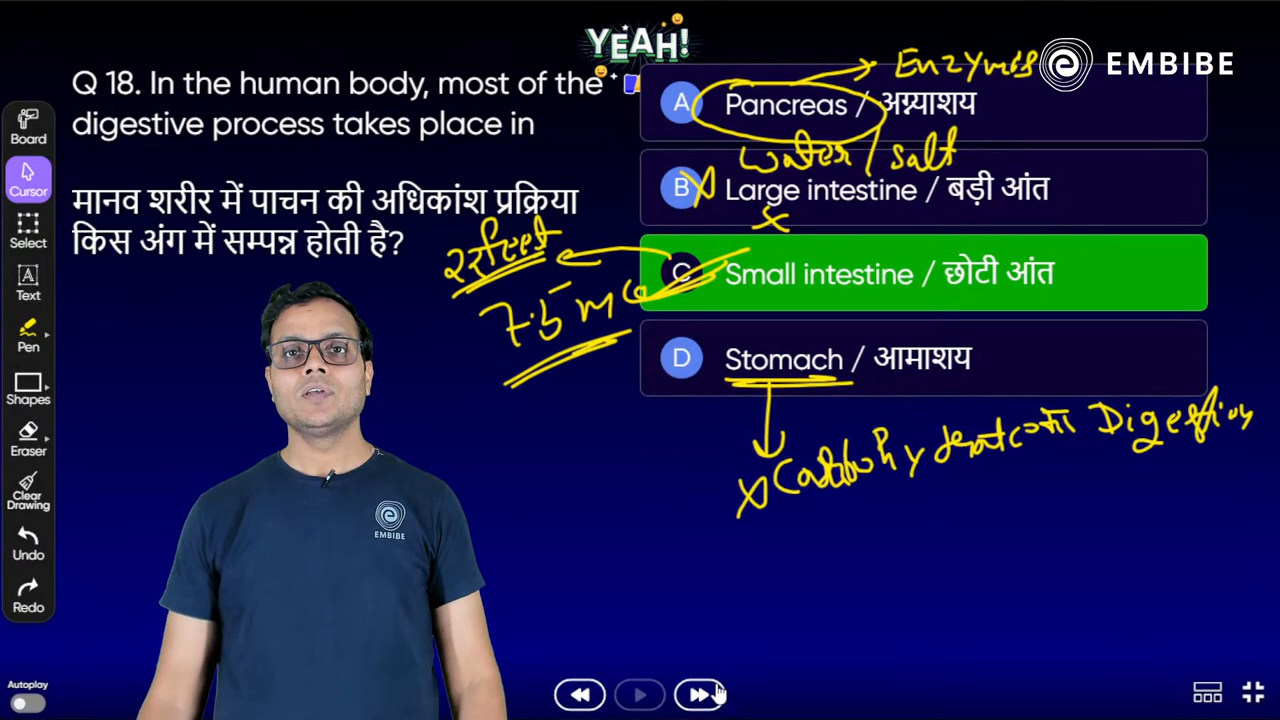 YEAH!
EMBIBE
Q 18. In the human body, most of the
digestive process takes place in
मानव शरीर में पाचन की अधिकांश प्रक्रिया
किस अंग में सम्पन्न होती है?
Enzymes
A Pancreas / अग्न्याशय
water / salt
B Large intestine / बड़ी आंत
x
22 feet
7.5 m
C Small intestine / छोटी आंत
D Stomach / आमाशय
x Digestion
Board
Cursor
Select
Text
Pen
Shapes
Eraser
Clear
Drawing
Undo
Redo
Autoplay
EMBIBE